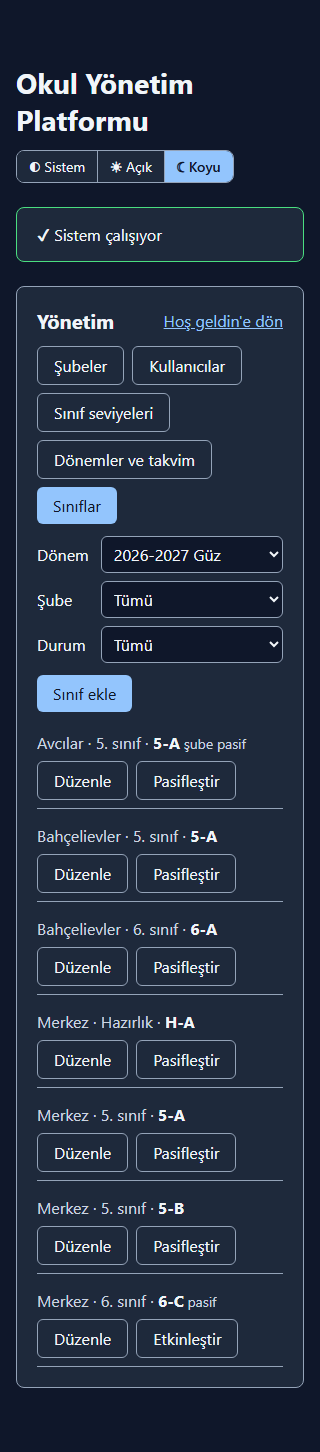 Okul Yönetim
Platformu
◐ Sistem ☀ Açık ☾ Koyu
✓ Sistem çalışıyor
Yönetim Hoş geldin'e dön
Şubeler Kullanıcılar
Sınıf seviyeleri
Dönemler ve takvim
Sınıflar
Dönem 2026-2027 Güz
Şube Tümü
Durum Tümü
Sınıf ekle
Avcılar · 5. sınıf · 5-A şube pasif
Düzenle Pasifleştir
Bahçelievler · 5. sınıf · 5-A
Düzenle Pasifleştir
Bahçelievler · 6. sınıf · 6-A
Düzenle Pasifleştir
Merkez · Hazırlık · H-A
Düzenle Pasifleştir
Merkez · 5. sınıf · 5-A
Düzenle Pasifleştir
Merkez · 5. sınıf · 5-B
Düzenle Pasifleştir
Merkez · 6. sınıf · 6-C pasif
Düzenle Etkinleştir